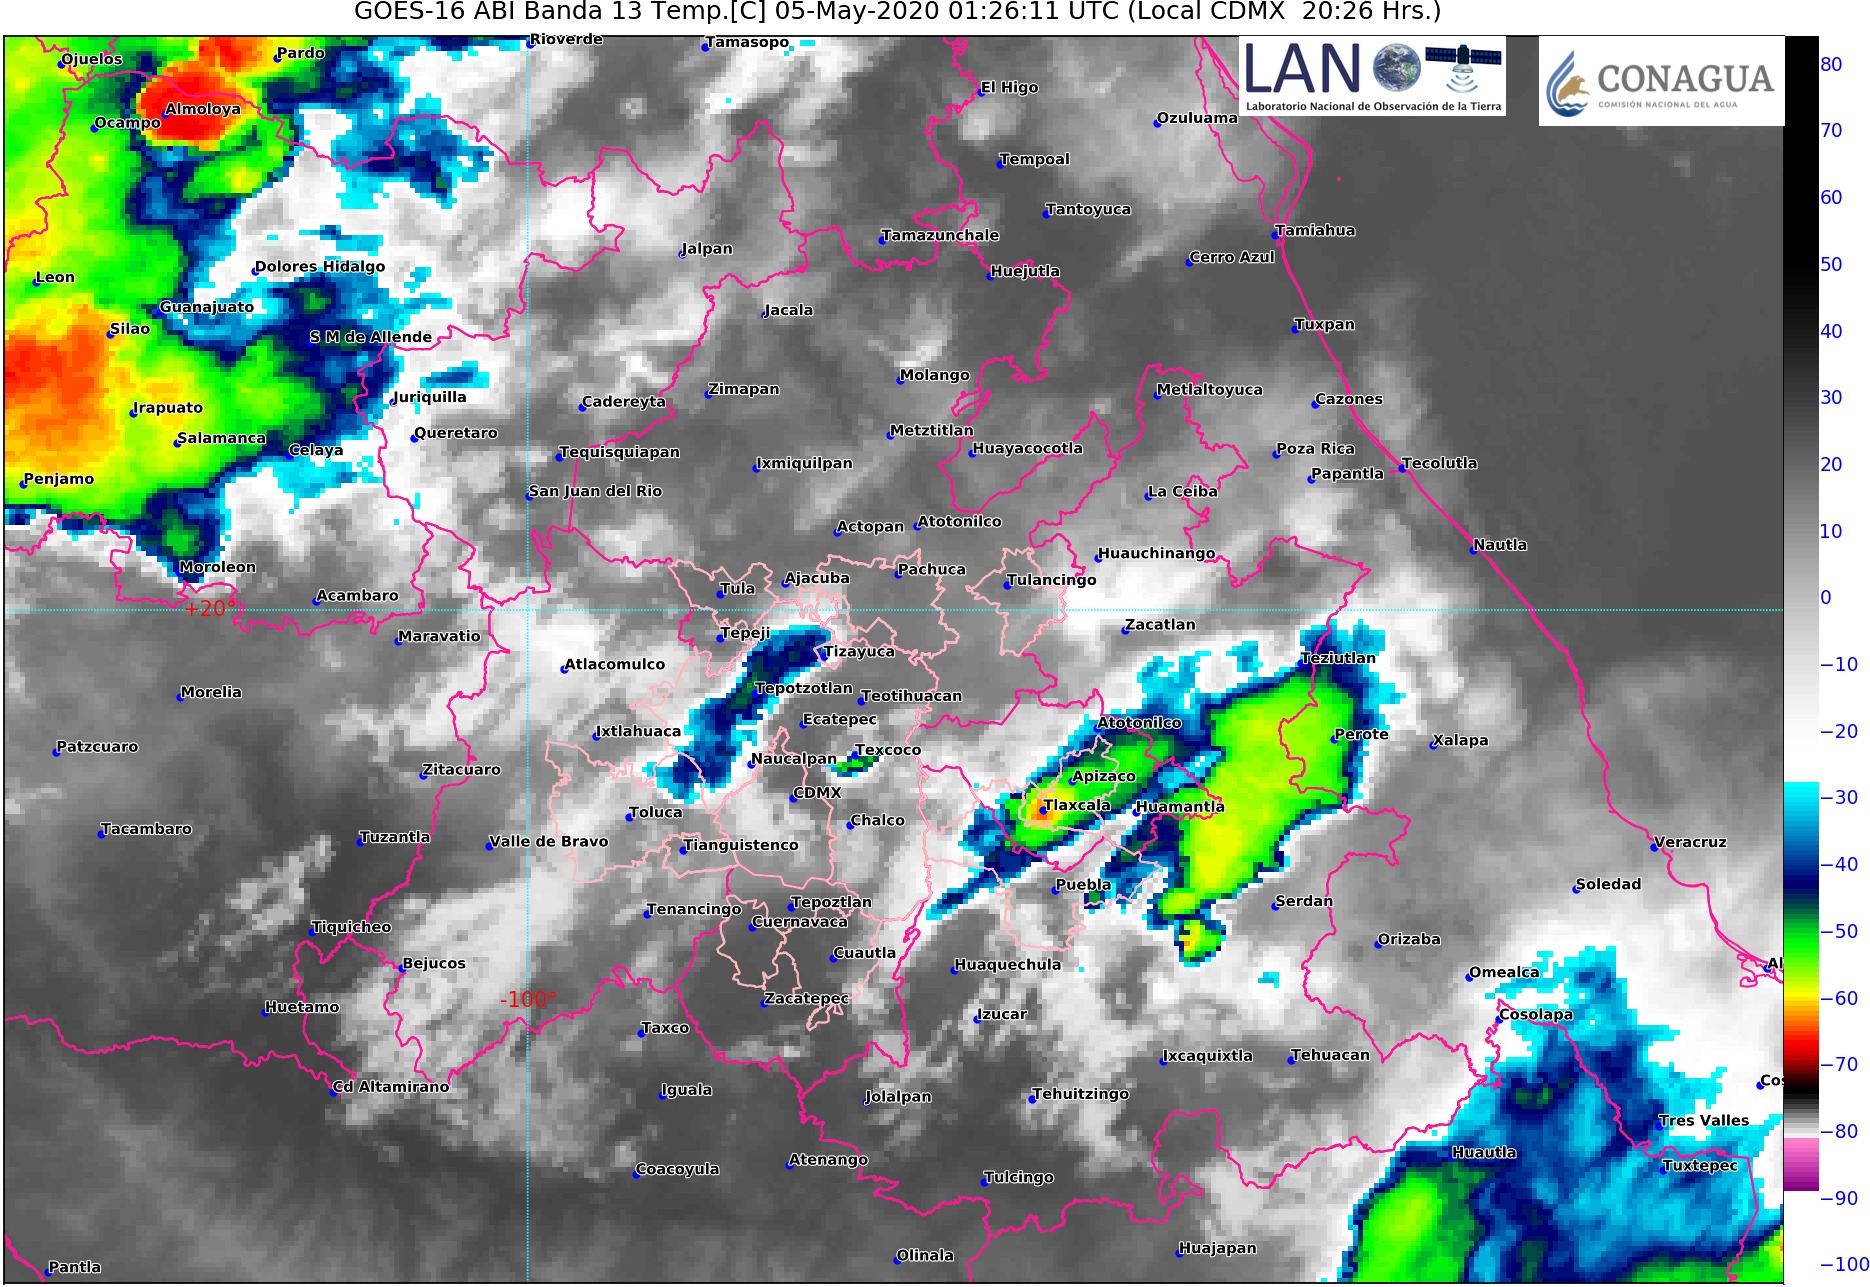 GOES-16 ABI Banda 13 Temp.[C] 05-May-2020 01:26:11 UTC (Local CDMX  20:26 Hrs.)
LAN
Laboratorio Nacional de Observación de la Tierra
CONAGUA
COMISIÓN NACIONAL DEL AGUA
Rioverde
Tamasopo
Pardo
Ojuelos
El Higo
Almoloya
Ocampo
Ozuluama
Tempoal
Tantoyuca
Tamiahua
Tamazunchale
Jalpan
Cerro Azul
Dolores Hidalgo
Huejutla
Leon
Guanajuato
Jacala
Silao
Tuxpan
S M de Allende
Molango
Zimapan
Metlaltoyuca
Juriquilla
Cadereyta
Cazones
Irapuato
Metztitlan
Queretaro
Salamanca
Huayacocotla
Poza Rica
Celaya
Tequisquiapan
Ixmiquilpan
Tecolutla
Papantla
Penjamo
San Juan del Rio
La Ceiba
Actopan
Atotonilco
Nautla
Huauchinango
Moroleon
Pachuca
Ajacuba
Tulancingo
Tula
Acambaro
+20°
Zacatlan
Tepeji
Maravatio
Tizayuca
Teziutlan
Atlacomulco
Tepotzotlan
Morelia
Teotihuacan
Ecatepec
Atotonilco
Ixtlahuaca
Perote
Xalapa
Patzcuaro
Texcoco
Naucalpan
Zitacuaro
Apizaco
CDMX
Tlaxcala
Huamantla
Toluca
Chalco
Tacambaro
Tuzantla
Valle de Bravo
Tianguistenco
Veracruz
Puebla
Soledad
Serdan
Tepoztlan
Tenancingo
Cuernavaca
Tiquicheo
Orizaba
Cuautla
Bejucos
Huaquechula
Al
Omealca
Zacatepec
-100°
Huetamo
Izucar
Cosolapa
Taxco
Ixcaquixtla
Tehuacan
Cos
Cd Altamirano
Iguala
Jolalpan
Tehuitzingo
Tres Valles
Huautla
Atenango
Tuxtepec
Coacoyula
Tulcingo
Huajapan
Olinala
Pantla
80
70
60
50
40
30
20
10
0
−10
−20
−30
−40
−50
−60
−70
−80
−90
−100